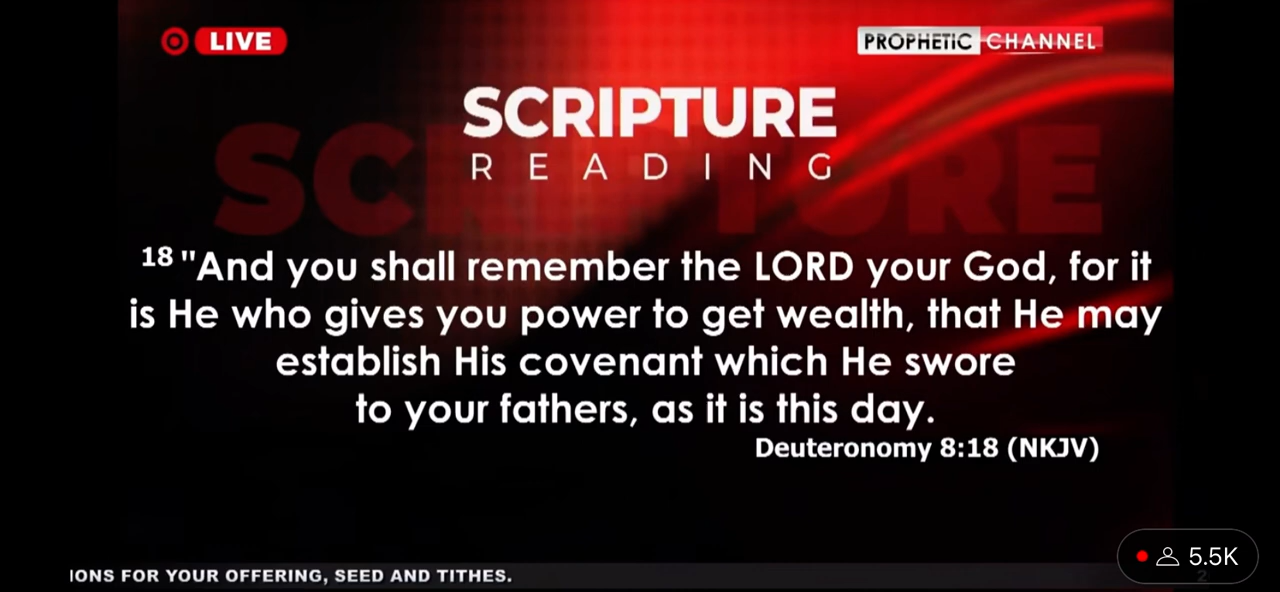 LIVE
PROPHETIC CHANNEL
SCRIPTURE
SCRIPTURE
READING
18 "And you shall remember the LORD your God, for it
is He who gives you power to get wealth, that He may
establish His covenant which He swore
to your fathers, as it is this day.
Deuteronomy 8:18 (NKJV)
5.5K
IONS FOR YOUR OFFERING, SEED AND TITHES.